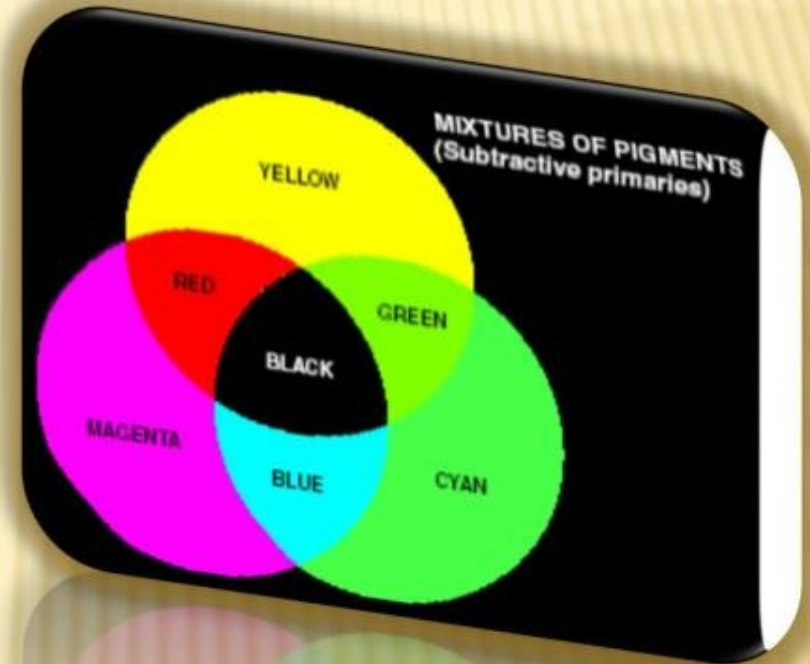 MIXTURES OF PIGMENTS
(Subtractive primaries)
YELLOW
RED
GREEN
BLACK
MAGENTA
BLUE
CYAN